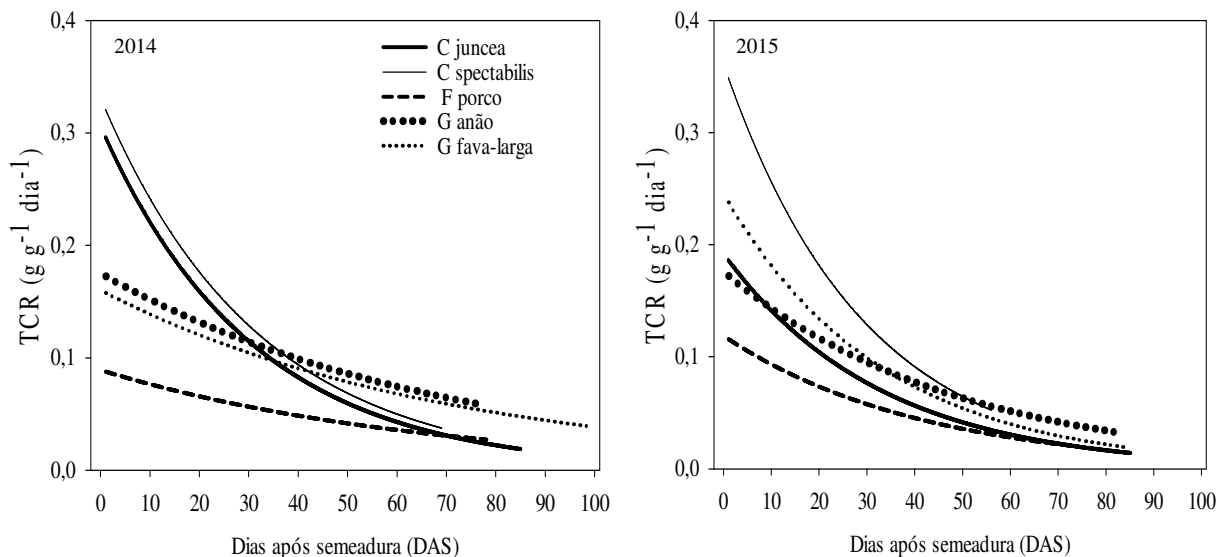 2014
C juncea
C spectabilis
F porco
G anão
G fava-larga
TCR (g g⁻¹ dia⁻¹)
0,4
0,3
0,2
0,1
0,0
0 10 20 30 40 50 60 70 80 90 100
Dias após semeadura (DAS)
2015
TCR (g g⁻¹ dia⁻¹)
0,4
0,3
0,2
0,1
0,0
0 10 20 30 40 50 60 70 80 90 100
Dias após semeadura (DAS)